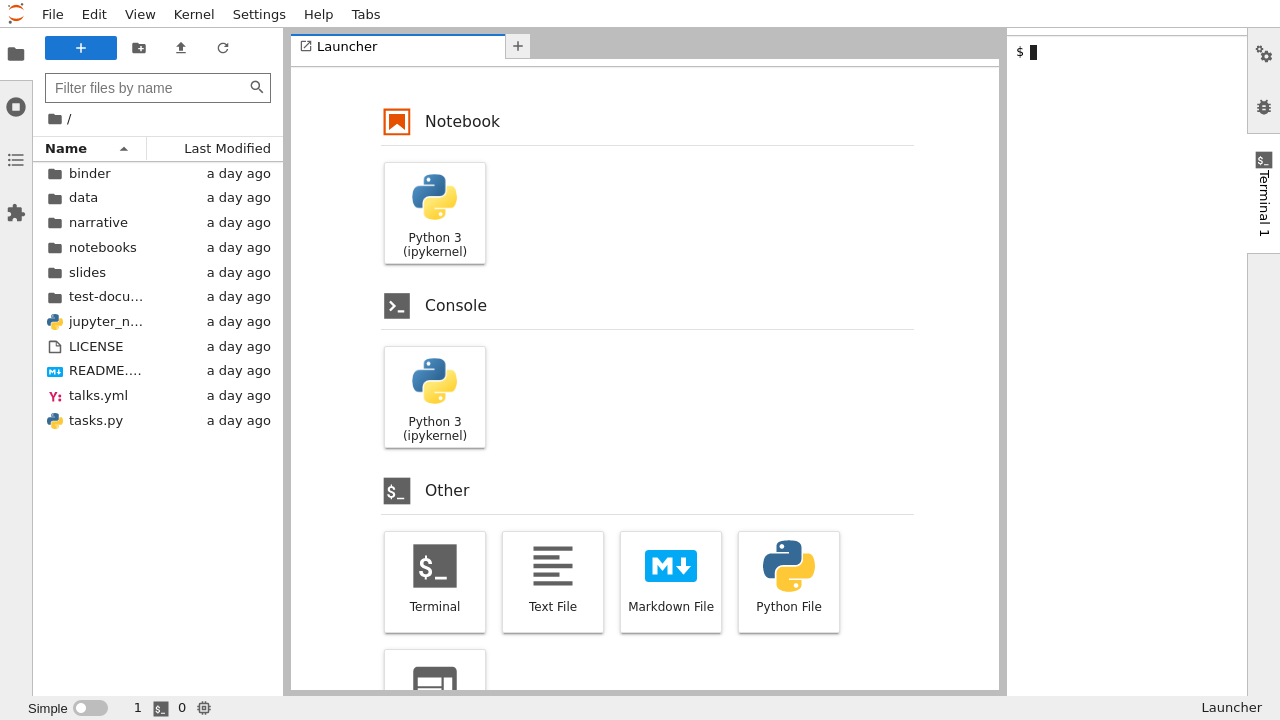 File Edit View Kernel Settings Help Tabs
Filter files by name
/
Name Last Modified
binder a day ago
data a day ago
narrative a day ago
notebooks a day ago
slides a day ago
test-docu… a day ago
jupyter_n… a day ago
LICENSE a day ago
README.… a day ago
talks.yml a day ago
tasks.py a day ago
Launcher
Notebook
Python 3
(ipykernel)
Console
Python 3
(ipykernel)
$_ Other
$_
Terminal
Text File
M
Markdown File
Python File
$
$_
Terminal 1
Simple 1 $_ 0
Launcher